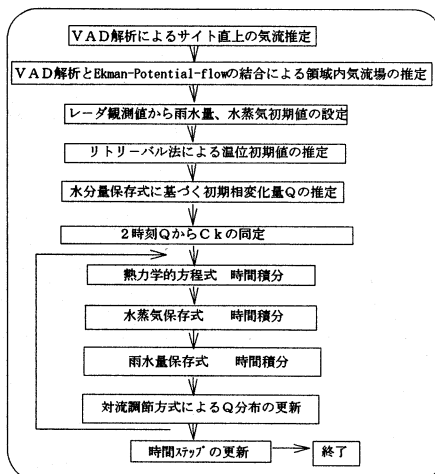 VAD解析によるサイト直上の気流推定
VAD解析とEkman-Potential-flowの結合による領域内気流場の推定
レーダ観測値から雨水量、水蒸気初期値の設定
リトリーバル法による温位初期値の推定
水分量保存式に基づく初期相変化量Qの推定
2時刻QからCkの同定
熱力学的方程式　時間積分
水蒸気保存式　時間積分
雨水量保存式　時間積分
対流調節方式によるQ分布の更新
時間ステップの更新
終了